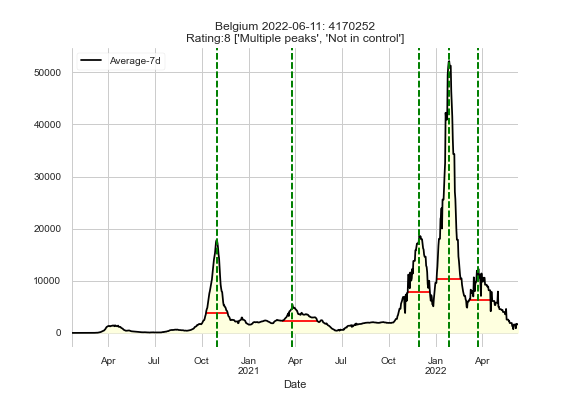 Belgium 2022-06-11: 4170252
Rating:8 ['Multiple peaks', 'Not in control']
Average-7d
50000
40000
30000
20000
10000
0
Apr Jul Oct Jan Apr Jul Oct Jan Apr
2021 2022
Date